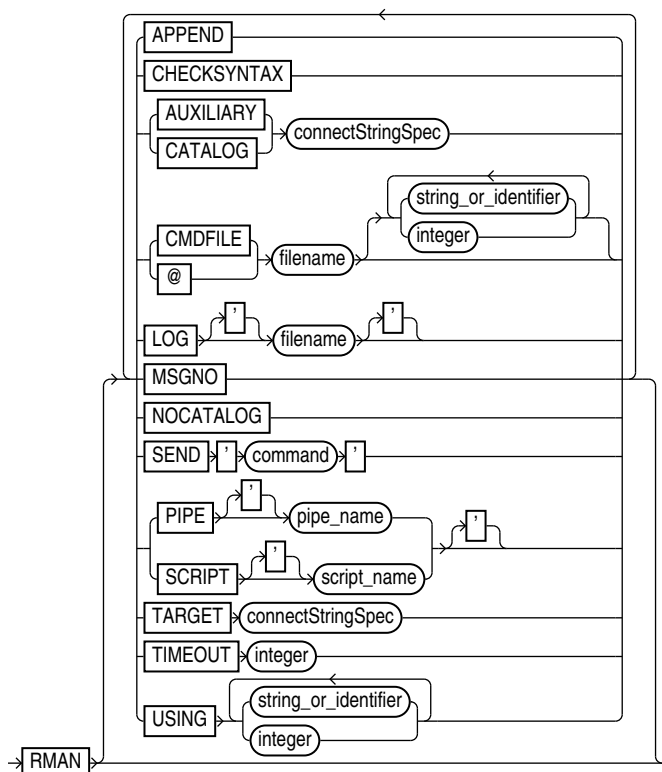 APPEND
CHECKSYNTAX
AUXILIARY
CATALOG
connectStringSpec
CMDFILE
@
filename
string_or_identifier
integer
LOG ' filename '
MSGNO
NOCATALOG
SEND ' command '
PIPE ' pipe_name
SCRIPT ' script_name
'
TARGET connectStringSpec
TIMEOUT integer
USING
string_or_identifier
integer
RMAN